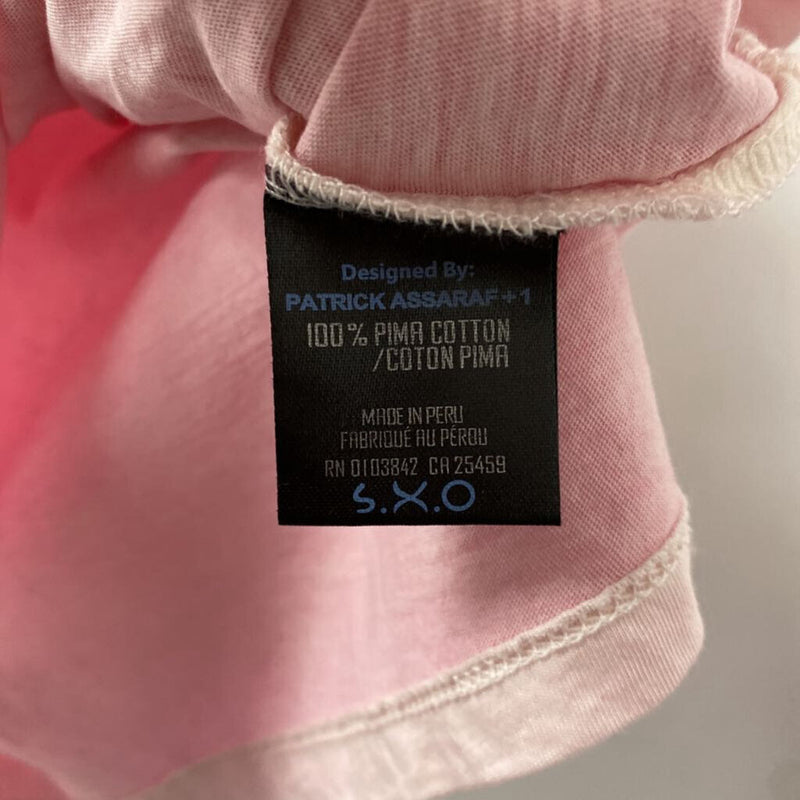 Designed By:
PATRICK ASSARAF+1
100% PIMA COTTON
/COTON PIMA
MADE IN PERU
FABRIQUÉ AU PÉROU
RN 0103842 CA 25459
S.X.O